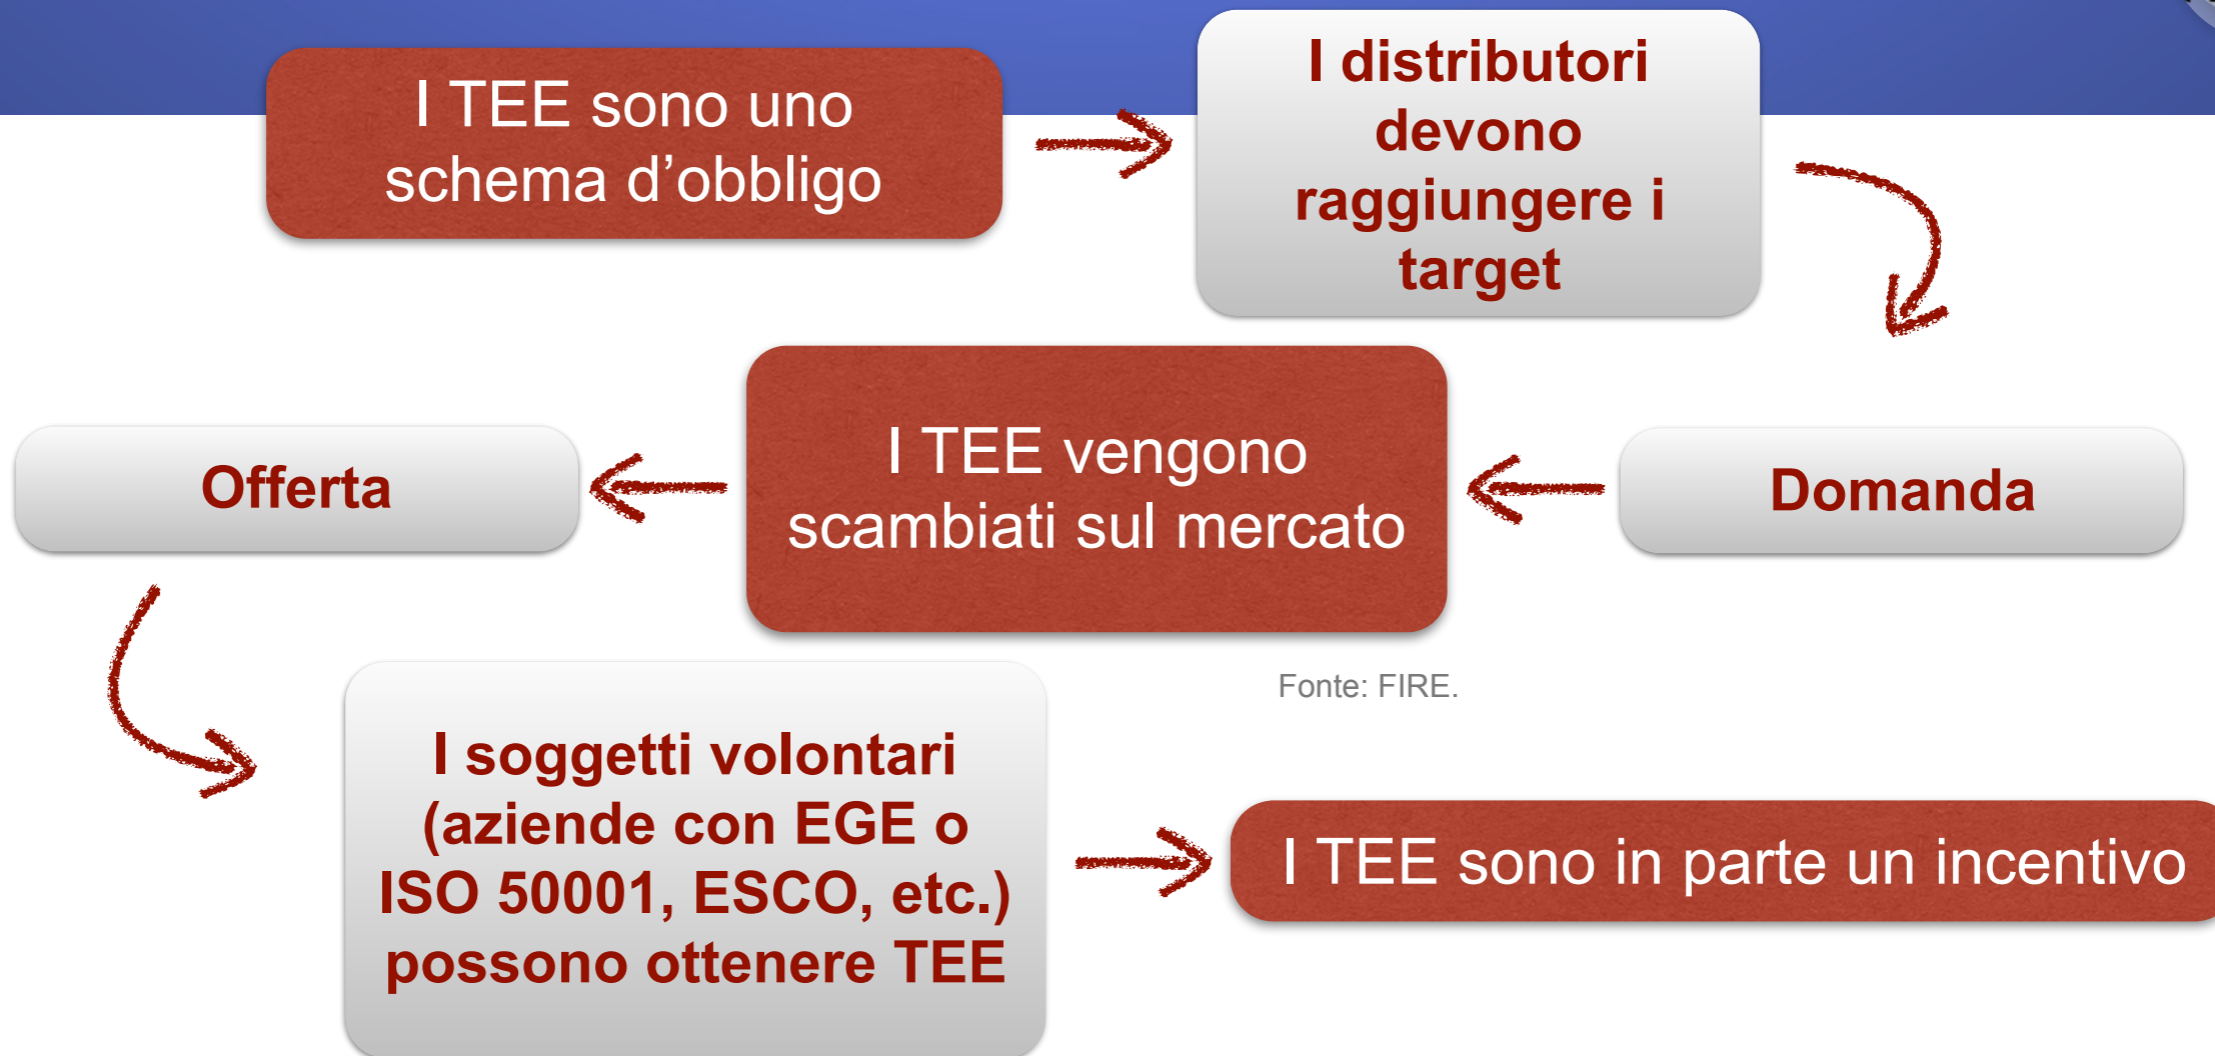 I TEE sono uno
schema d’obbligo
I distributori
devono
raggiungere i
target
Offerta
I TEE vengono
scambiati sul mercato
Domanda
Fonte: FIRE.
I soggetti volontari
(aziende con EGE o
ISO 50001, ESCO, etc.)
possono ottenere TEE
I TEE sono in parte un incentivo